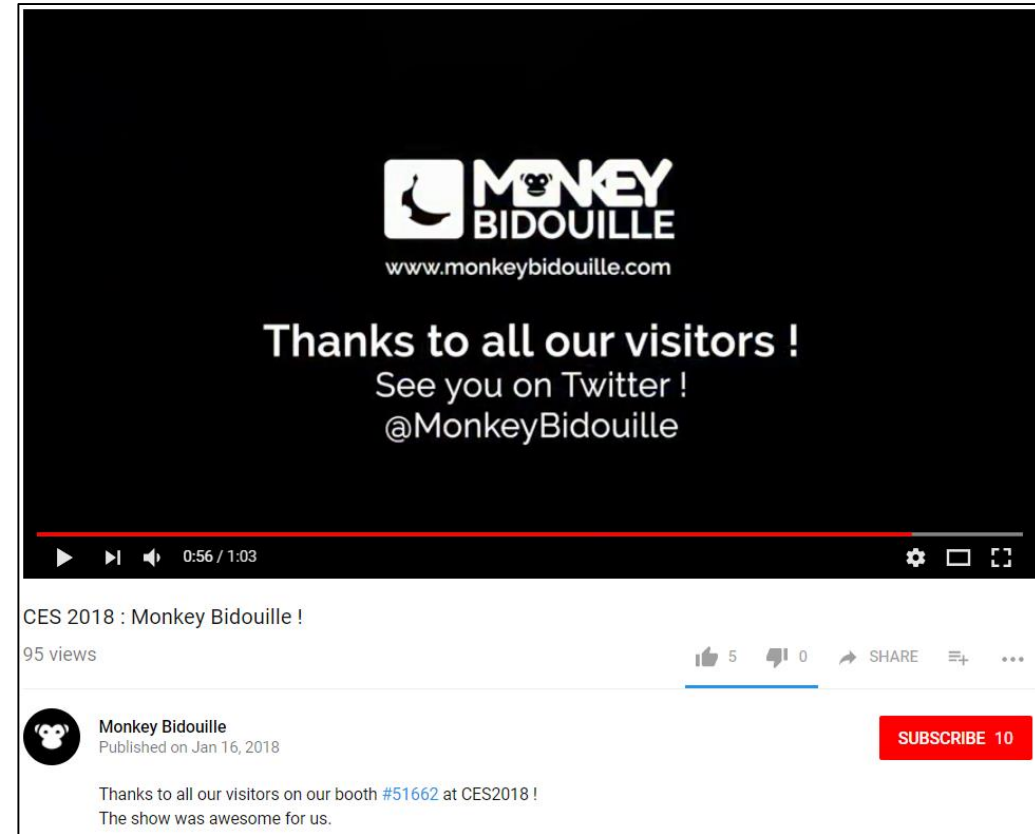 MONKEY
BIDOUILLE
www.monkeybidouille.com
Thanks to all our visitors !
See you on Twitter !
@MonkeyBidouille
0:56 / 1:03
CES 2018 : Monkey Bidouille !
95 views
5 0 SHARE
Monkey Bidouille
Published on Jan 16, 2018
SUBSCRIBE 10
Thanks to all our visitors on our booth #51662 at CES2018 !
The show was awesome for us.